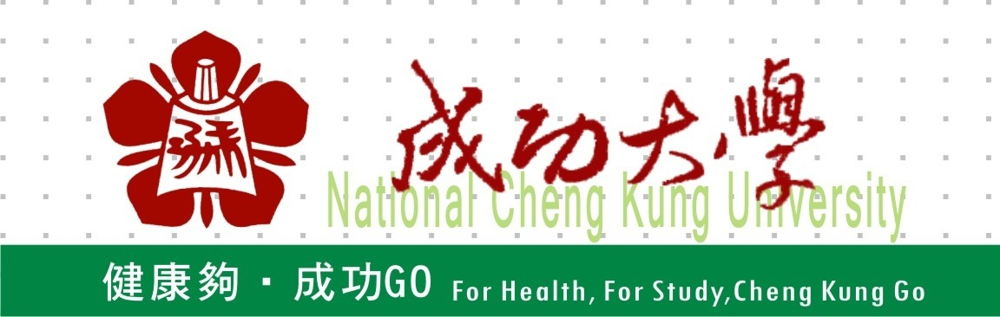 成功大學
National Cheng Kung University
健康夠・成功GO For Health, For Study,Cheng Kung Go